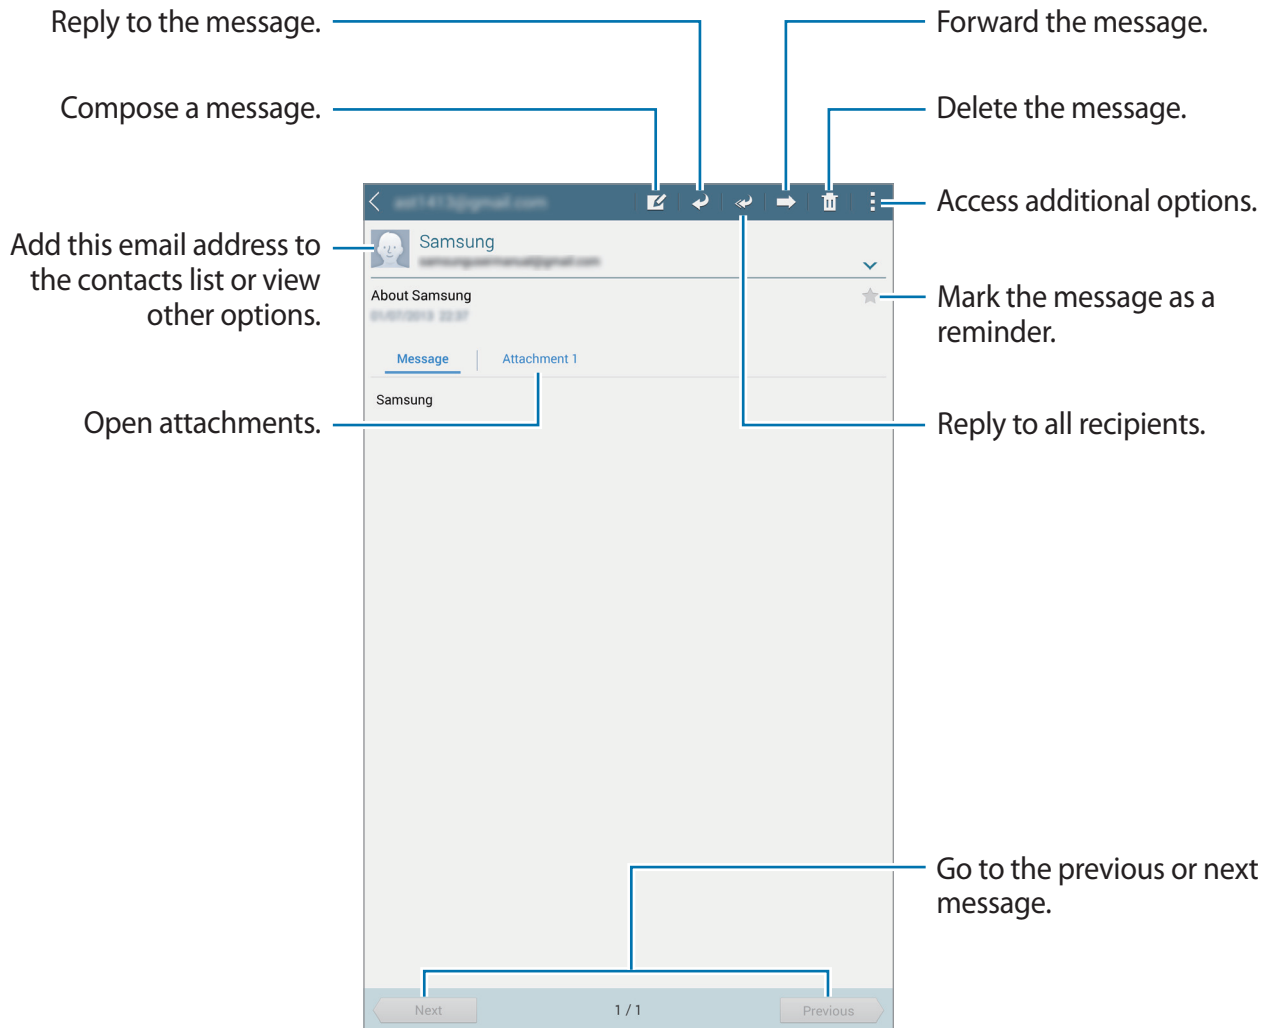 Reply to the message.
Forward the message.
Compose a message.
Delete the message.
Access additional options.
Add this email address to
the contacts list or view
other options.
Samsung
About Samsung
Mark the message as a
reminder.
Message
Attachment 1
Samsung
Open attachments.
Reply to all recipients.
Go to the previous or next
message.
Next
1 / 1
Previous